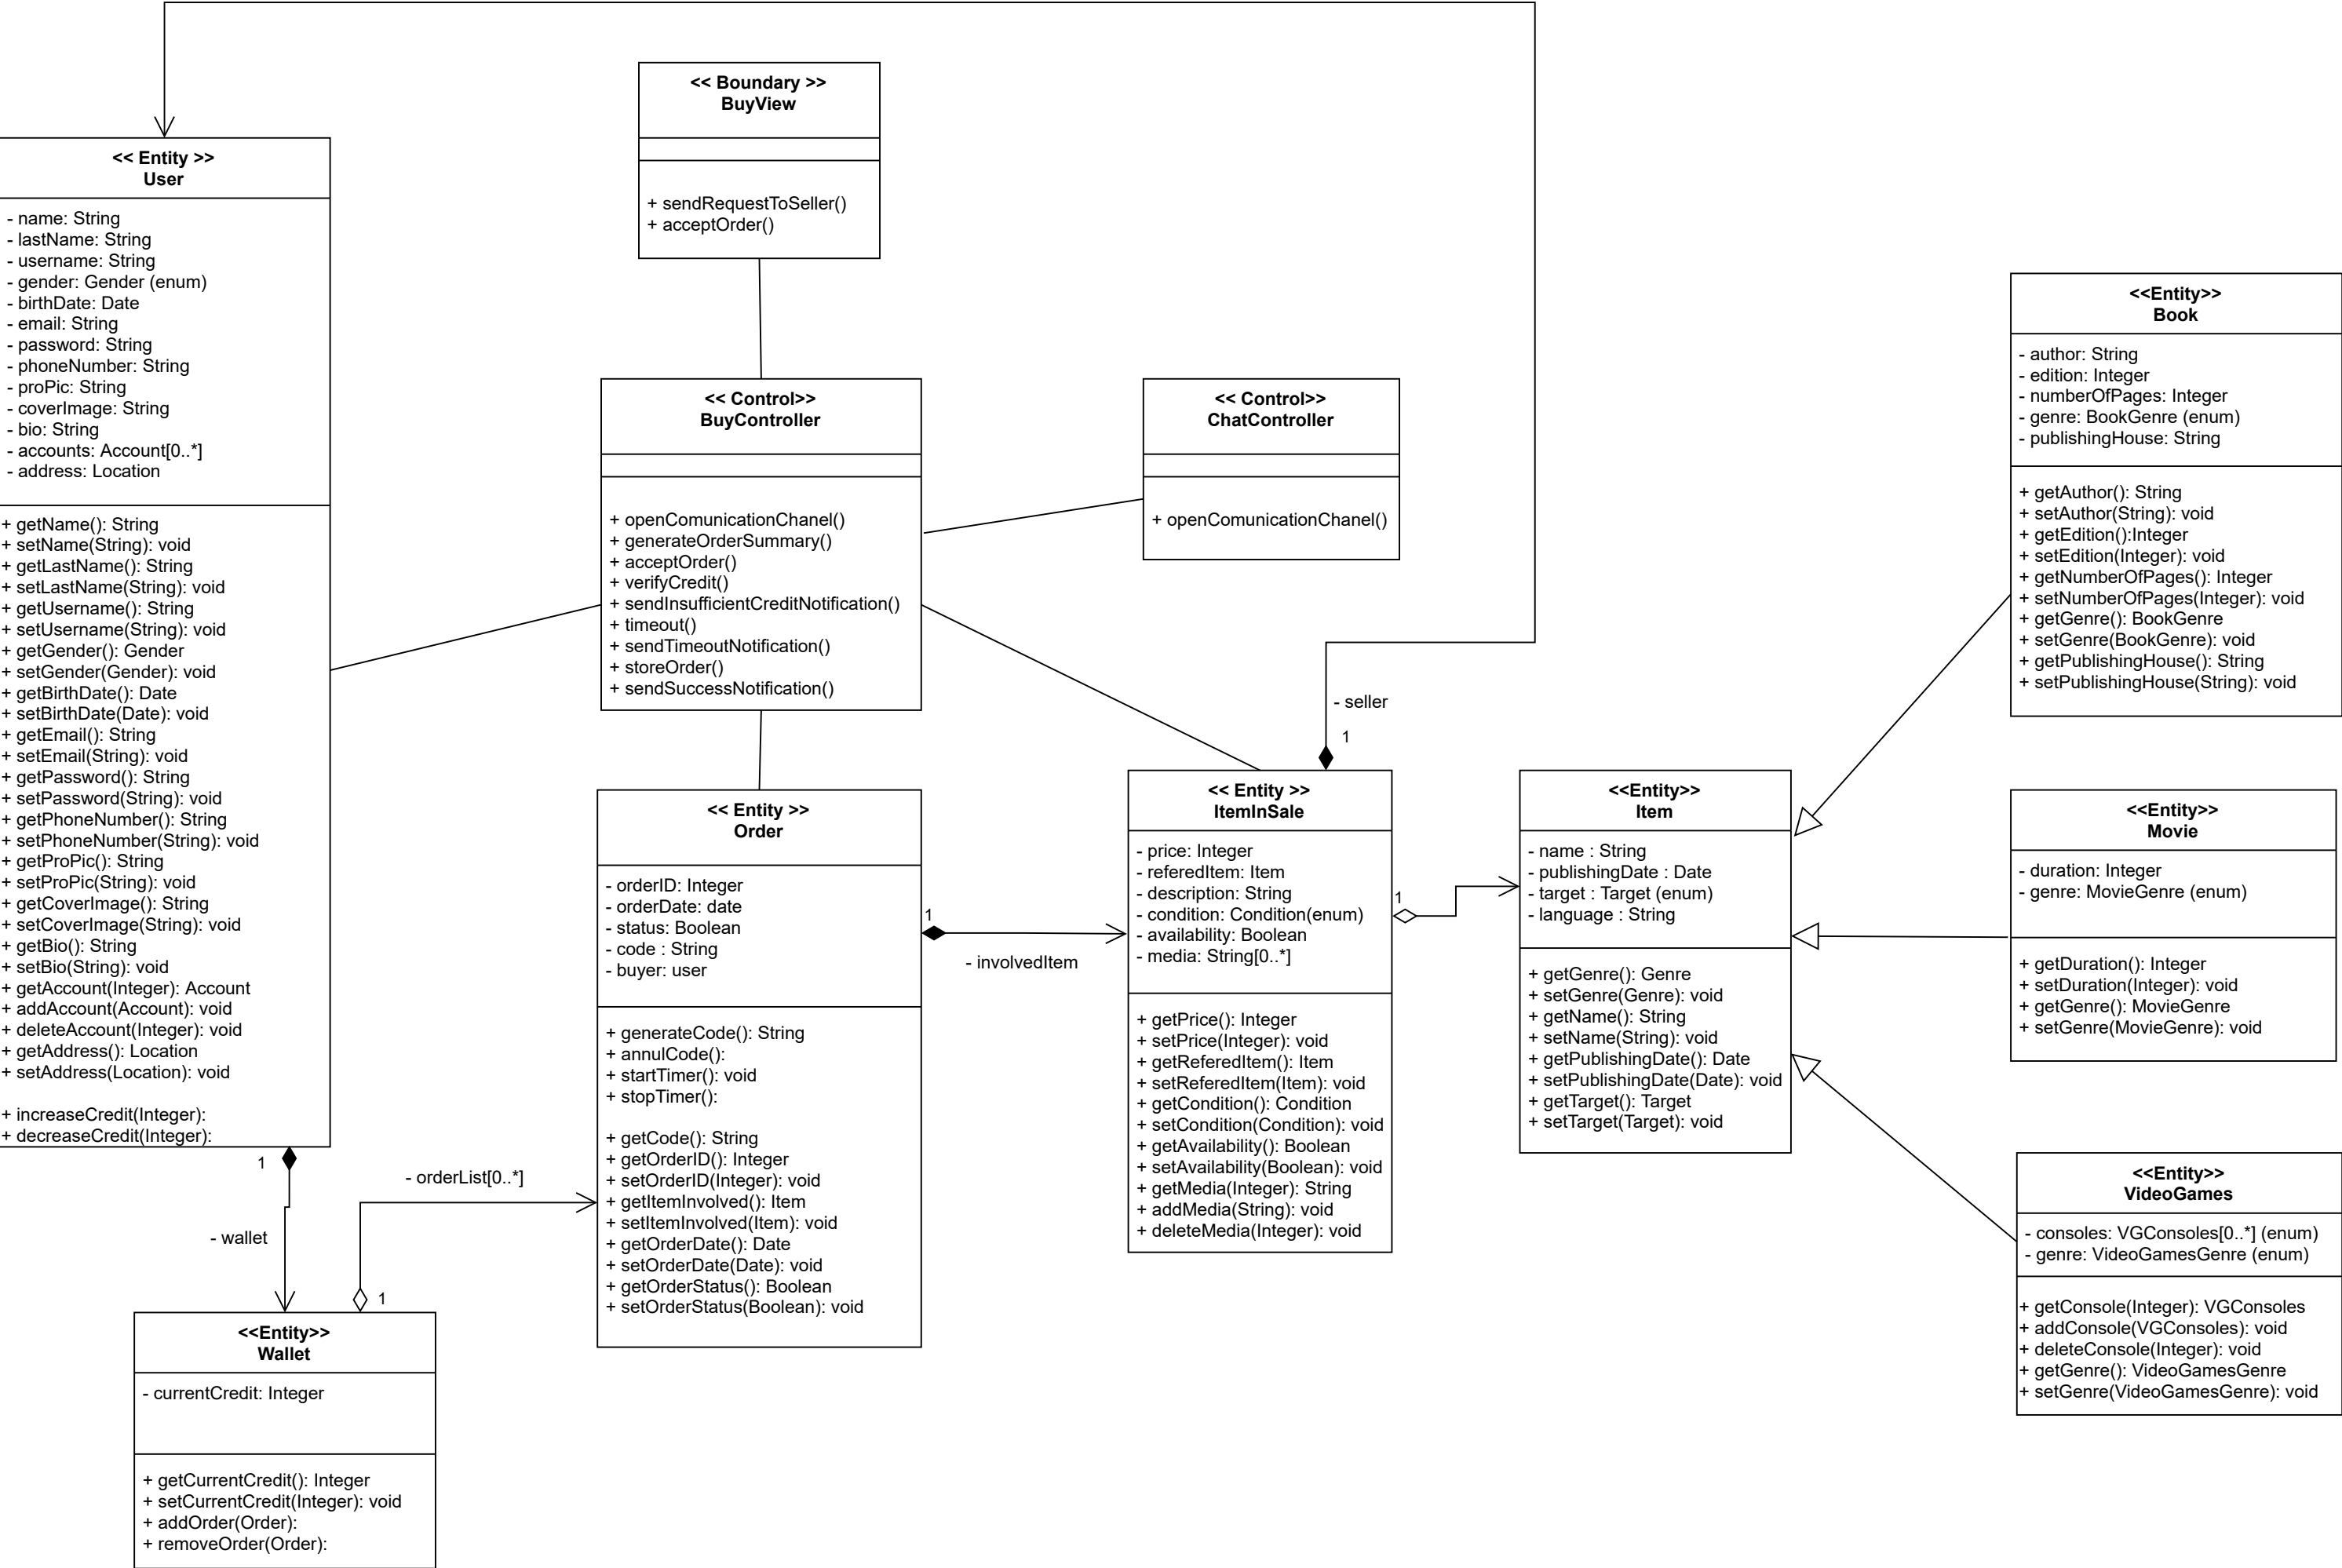 << Boundary >>
BuyView
+ sendRequestToSeller()
+ acceptOrder()
<< Entity >>
User
- name: String
- lastName: String
- username: String
- gender: Gender (enum)
- birthDate: Date
- email: String
- password: String
- phoneNumber: String
- proPic: String
- coverImage: String
- bio: String
- accounts: Account[0..*]
- address: Location
+ getName(): String
+ setName(String): void
+ getLastName(): String
+ setLastName(String): void
+ getUsername(): String
+ setUsername(String): void
+ getGender(): Gender
+ setGender(Gender): void
+ getBirthDate(): Date
+ setBirthDate(Date): void
+ getEmail(): String
+ setEmail(String): void
+ getPassword(): String
+ setPassword(String): void
+ getPhoneNumber(): String
+ setPhoneNumber(String): void
+ getProPic(): String
+ setProPic(String): void
+ getCoverImage(): String
+ setCoverImage(String): void
+ getBio(): String
+ setBio(String): void
+ getAccount(Integer): Account
+ addAccount(Account): void
+ deleteAccount(Integer): void
+ getAddress(): Location
+ setAddress(Location): void
+ increaseCredit(Integer):
+ decreaseCredit(Integer):
1
- wallet
- orderList[0..*]
1
<<Entity>>
Wallet
- currentCredit: Integer
+ getCurrentCredit(): Integer
+ setCurrentCredit(Integer): void
+ addOrder(Order):
+ removeOrder(Order):
<< Control>>
BuyController
+ openComunicationChanel()
+ generateOrderSummary()
+ acceptOrder()
+ verifyCredit()
+ sendInsufficientCreditNotification()
+ timeout()
+ sendTimeoutNotification()
+ storeOrder()
+ sendSuccessNotification()
<< Control>>
ChatController
+ openComunicationChanel()
<< Entity >>
Order
- orderID: Integer
- orderDate: date
- status: Boolean
- code : String
- buyer: user
+ generateCode(): String
+ annulCode():
+ startTimer(): void
+ stopTimer():
+ getCode(): String
+ getOrderID(): Integer
+ setOrderID(Integer): void
+ getItemInvolved(): Item
+ setItemInvolved(Item): void
+ getOrderDate(): Date
+ setOrderDate(Date): void
+ getOrderStatus(): Boolean
+ setOrderStatus(Boolean): void
1
- involvedItem
- seller
1
<< Entity >>
ItemInSale
- price: Integer
- referedItem: Item
- description: String
- condition: Condition(enum)
- availability: Boolean
- media: String[0..*]
+ getPrice(): Integer
+ setPrice(Integer): void
+ getReferedItem(): Item
+ setReferedItem(Item): void
+ getCondition(): Condition
+ setCondition(Condition): void
+ getAvailability(): Boolean
+ setAvailability(Boolean): void
+ getMedia(Integer): String
+ addMedia(String): void
+ deleteMedia(Integer): void
1
<<Entity>>
Item
- name : String
- publishingDate : Date
- target : Target (enum)
- language : String
+ getGenre(): Genre
+ setGenre(Genre): void
+ getName(): String
+ setName(String): void
+ getPublishingDate(): Date
+ setPublishingDate(Date): void
+ getTarget(): Target
+ setTarget(Target): void
<<Entity>>
Book
- author: String
- edition: Integer
- numberOfPages: Integer
- genre: BookGenre (enum)
- publishingHouse: String
+ getAuthor(): String
+ setAuthor(String): void
+ getEdition():Integer
+ setEdition(Integer): void
+ getNumberOfPages(): Integer
+ setNumberOfPages(Integer): void
+ getGenre(): BookGenre
+ setGenre(BookGenre): void
+ getPublishingHouse(): String
+ setPublishingHouse(String): void
<<Entity>>
Movie
- duration: Integer
- genre: MovieGenre (enum)
+ getDuration(): Integer
+ setDuration(Integer): void
+ getGenre(): MovieGenre
+ setGenre(MovieGenre): void
<<Entity>>
VideoGames
- consoles: VGConsoles[0..*] (enum)
- genre: VideoGamesGenre (enum)
+ getConsole(Integer): VGConsoles
+ addConsole(VGConsoles): void
+ deleteConsole(Integer): void
+ getGenre(): VideoGamesGenre
+ setGenre(VideoGamesGenre): void